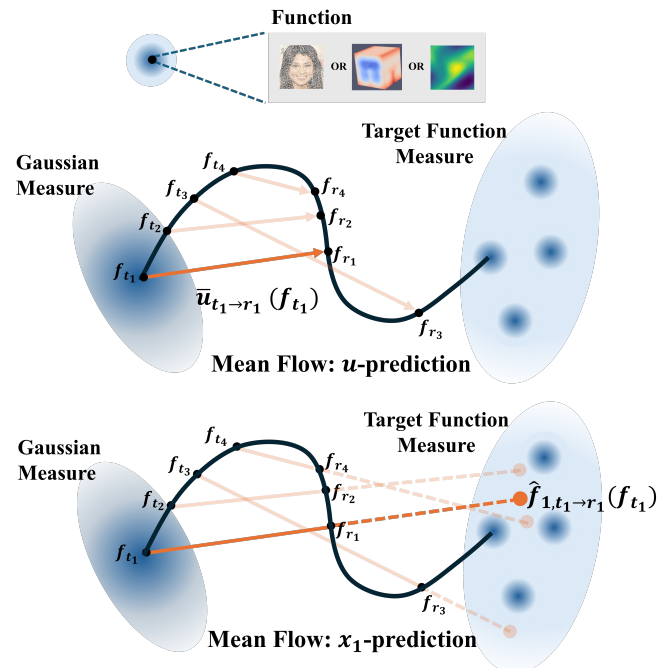 Function
OR
OR
Target Function
Measure
Gaussian
Measure
f_{t_4}
f_{t_3}
f_{r_4}
f_{t_2}
f_{r_2}
f_{t_1}
f_{r_1}
\overline{u}_{t_1→r_1}(f_{t_1})
f_{r_3}
Mean Flow: u-prediction
Target Function
Measure
Gaussian
Measure
f_{t_4}
f_{t_3}
f_{r_4}
f_{t_2}
f_{r_2}
\hat{f}_{1,t_1→r_1}(f_{t_1})
f_{t_1}
f_{r_1}
f_{r_3}
Mean Flow: x_1-prediction